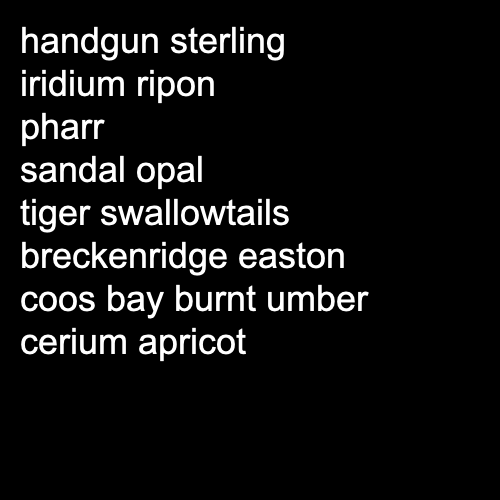 handgun sterling
iridium ripon
pharr
sandal opal
tiger swallowtails
breckenridge easton
coos bay burnt umber
cerium apricot